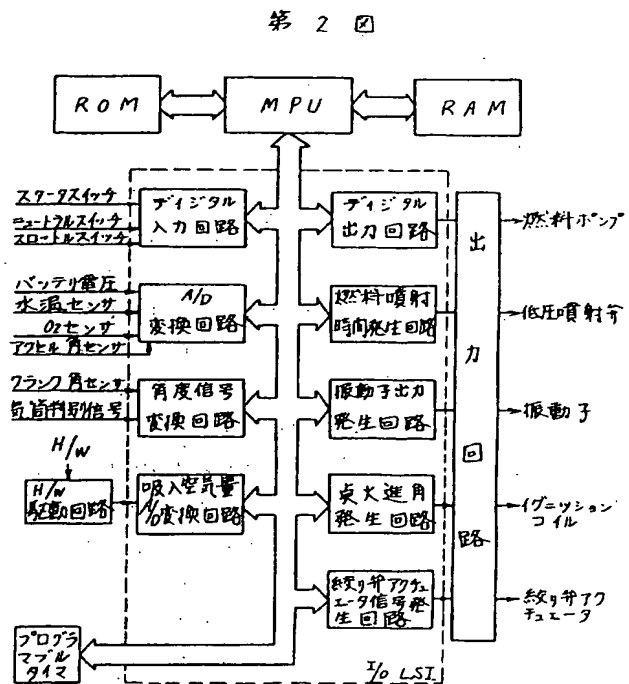 第2図
ROM
MPU
RAM
スタータスイッチ
ニュートラルスイッチ
スロットルスイッチ
ディジタル
入力回路
ディジタル
出力回路
燃料ポンプ
バッテリ電圧
水温センサ
O2センサ
アクセル角センサ
A/D
変換回路
燃料噴射
時間発生回路
低圧噴射弁
クランク角センサ
気筒判別信号
角度信号
変換回路
振動子出力
発生回路
振動子
H/W
H/W
駆動回路
吸入空気量
A/D変換回路
点火進角
発生回路
イグニッション
コイル
絞り弁アクチュ
エータ信号発
生回路
絞り弁アク
チュエータ
出力回路
プログラ
マブル
タイマ
I/O LSI